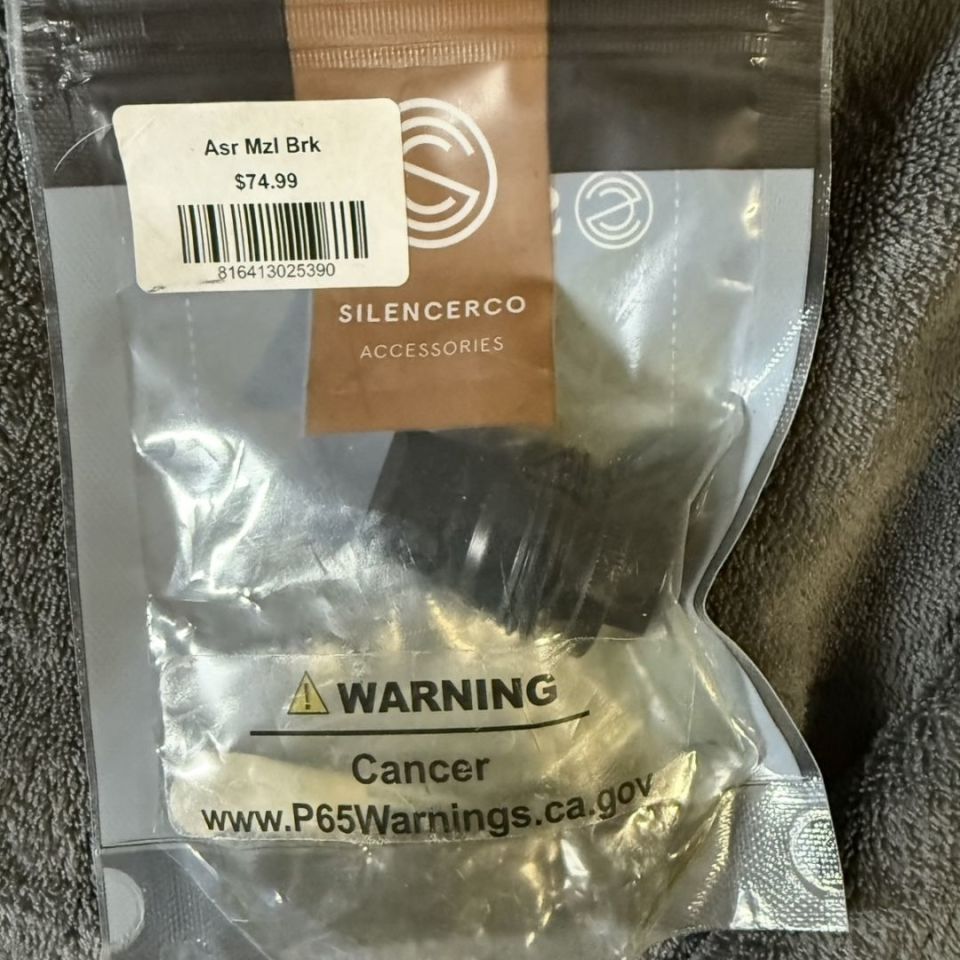 Asr Mzl Brk
$74.99
816413025390
SILENCERCO
ACCESSORIES
WARNING
Cancer
www.P65Warnings.ca.gov